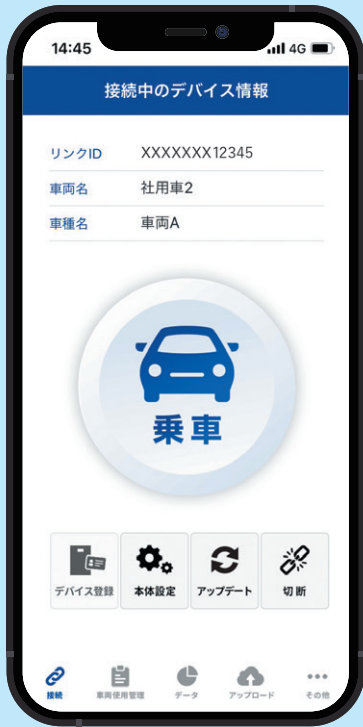 14:45 4G
接続中のデバイス情報
リンクID XXXXXXX12345
車両名 社用車2
車種名 車両A
乗車
デバイス登録 本体設定 アップデート 切断
接続 車両使用管理 データ アップロード その他